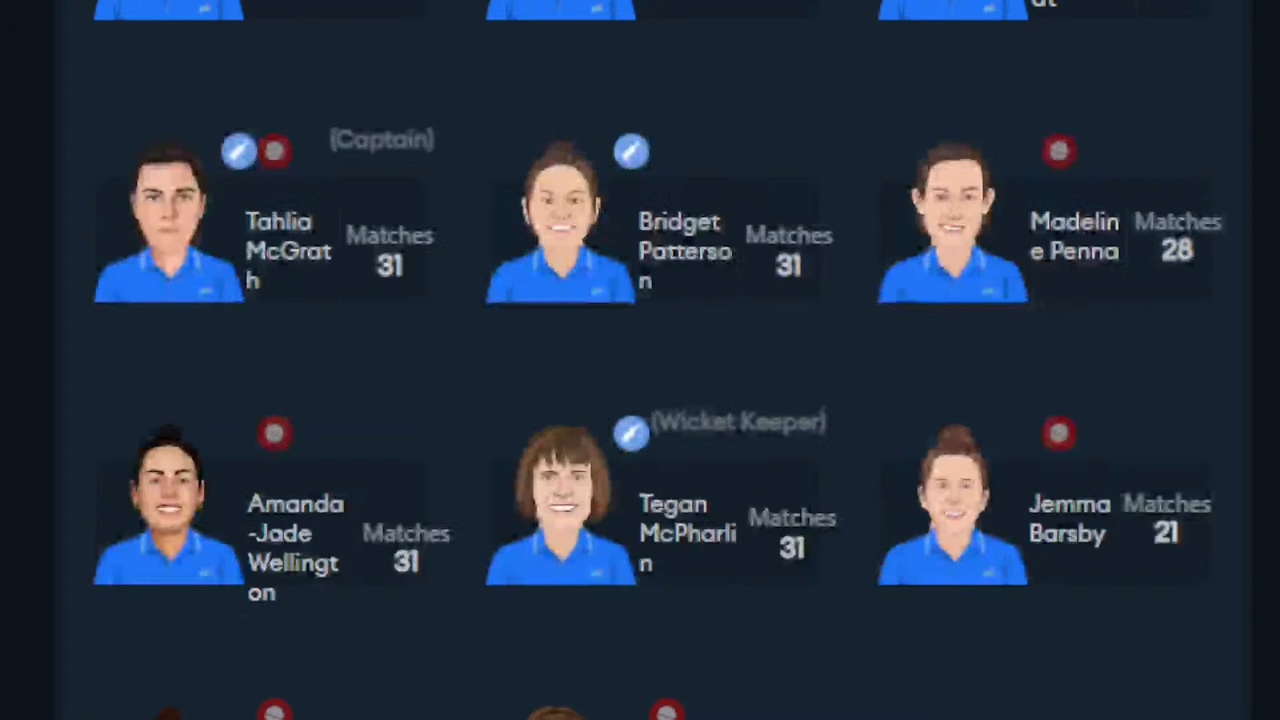 (Captain)
Tahlia
McGrat
h
Matches
31
Bridget
Patterso
n
Matches
31
Madelin
e Penna
Matches
28
Amanda
-Jade
Wellingt
on
Matches
31
(Wicket Keeper)
Tegan
McPharli
n
Matches
31
Jemma
Barsby
Matches
21